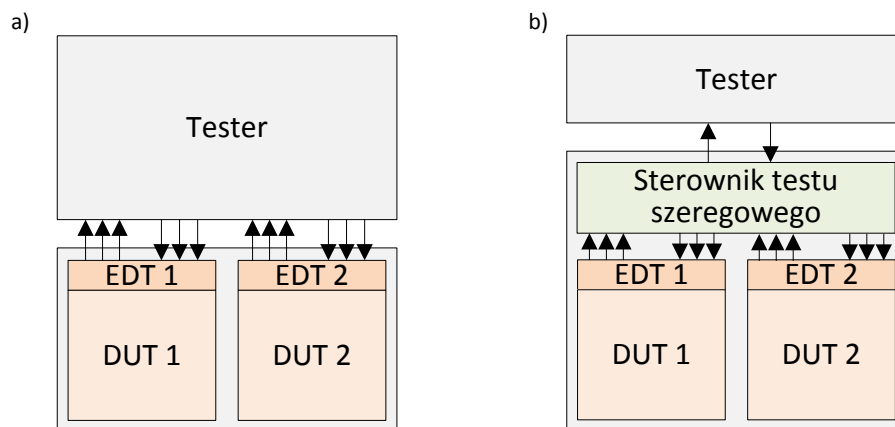 a)
Tester
EDT 1
EDT 2
DUT 1
DUT 2
b)
Tester
Sterownik testu
szeregowego
EDT 1
EDT 2
DUT 1
DUT 2